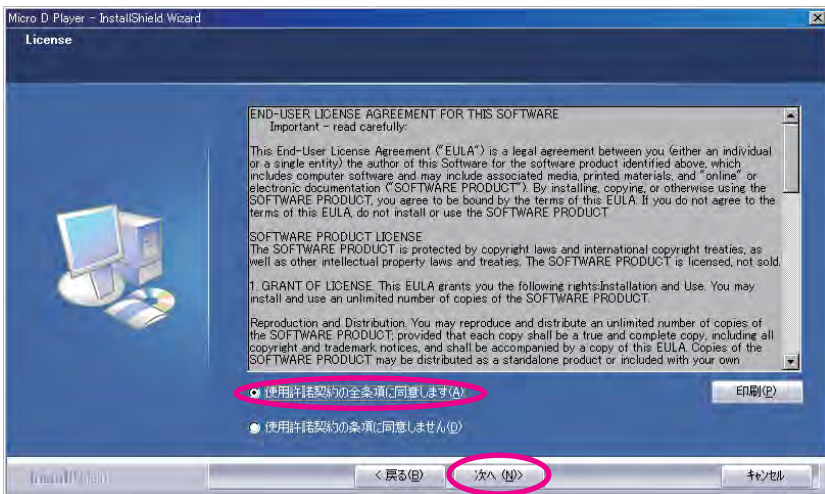 Micro D Player - InstallShield Wizard
License
END-USER LICENSE AGREEMENT FOR THIS SOFTWARE
Important - read carefully:
This End-User License Agreement ("EULA") is a legal agreement between you (either an individual
or a single entity) the author of this Software for the software product identified above, which
includes computer software and may include associated media, printed materials, and "online" or
electronic documentation ("SOFTWARE PRODUCT"). By installing, copying, or otherwise using the
SOFTWARE PRODUCT, you agree to be bound by the terms of this EULA. If you do not agree to the
terms of this EULA, do not install or use the SOFTWARE PRODUCT
SOFTWARE PRODUCT LICENSE
The SOFTWARE PRODUCT is protected by copyright laws and international copyright treaties, as
well as other intellectual property laws and treaties. The SOFTWARE PRODUCT is licensed, not sold.
1. GRANT OF LICENSE. This EULA grants you the following rights:Installation and Use. You may
install and use an unlimited number of copies of the SOFTWARE PRODUCT.
Reproduction and Distribution. You may reproduce and distribute an unlimited number of copies of
the SOFTWARE PRODUCT; provided that each copy shall be a true and complete copy, including all
copyright and trademark notices, and shall be accompanied by a copy of this EULA. Copies of the
SOFTWARE PRODUCT may be distributed as a standalone product or included with your own
使用許諾契約の全条項に同意します(A)
印刷(P)
使用許諾契約の条項に同意しません(D)
InstallShield
< 戻る(B)
次へ (N)>
キャンセル